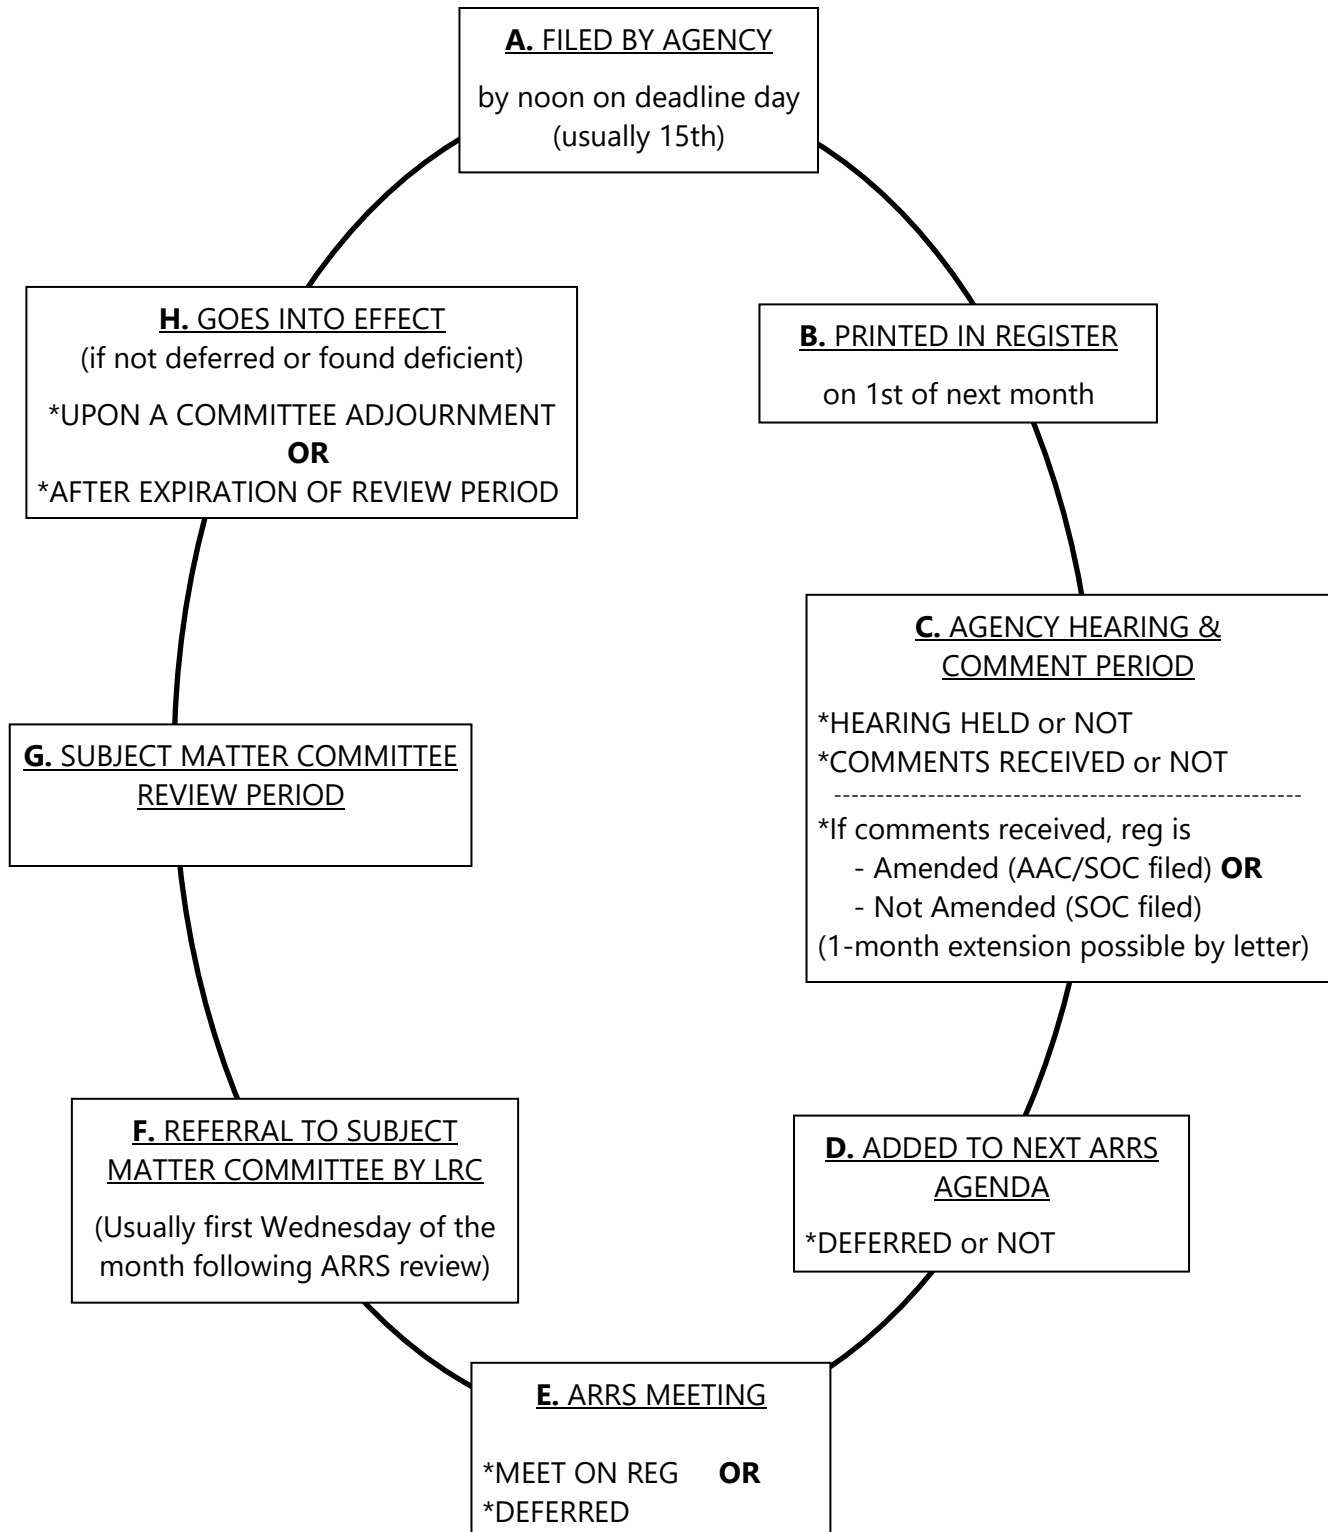 A. FILED BY AGENCY
by noon on deadline day
(usually 15th)
B. PRINTED IN REGISTER
on 1st of next month
C. AGENCY HEARING &
COMMENT PERIOD
*HEARING HELD or NOT
*COMMENTS RECEIVED or NOT
-------------------------------------------------------
*If comments received, reg is
- Amended (AAC/SOC filed) OR
- Not Amended (SOC filed)
(1-month extension possible by letter)
D. ADDED TO NEXT ARRS
AGENDA
*DEFERRED or NOT
E. ARRS MEETING
*MEET ON REG OR
*DEFERRED
F. REFERRAL TO SUBJECT
MATTER COMMITTEE BY LRC
(Usually first Wednesday of the
month following ARRS review)
G. SUBJECT MATTER COMMITTEE
REVIEW PERIOD
H. GOES INTO EFFECT
(if not deferred or found deficient)
*UPON A COMMITTEE ADJOURNMENT
OR
*AFTER EXPIRATION OF REVIEW PERIOD